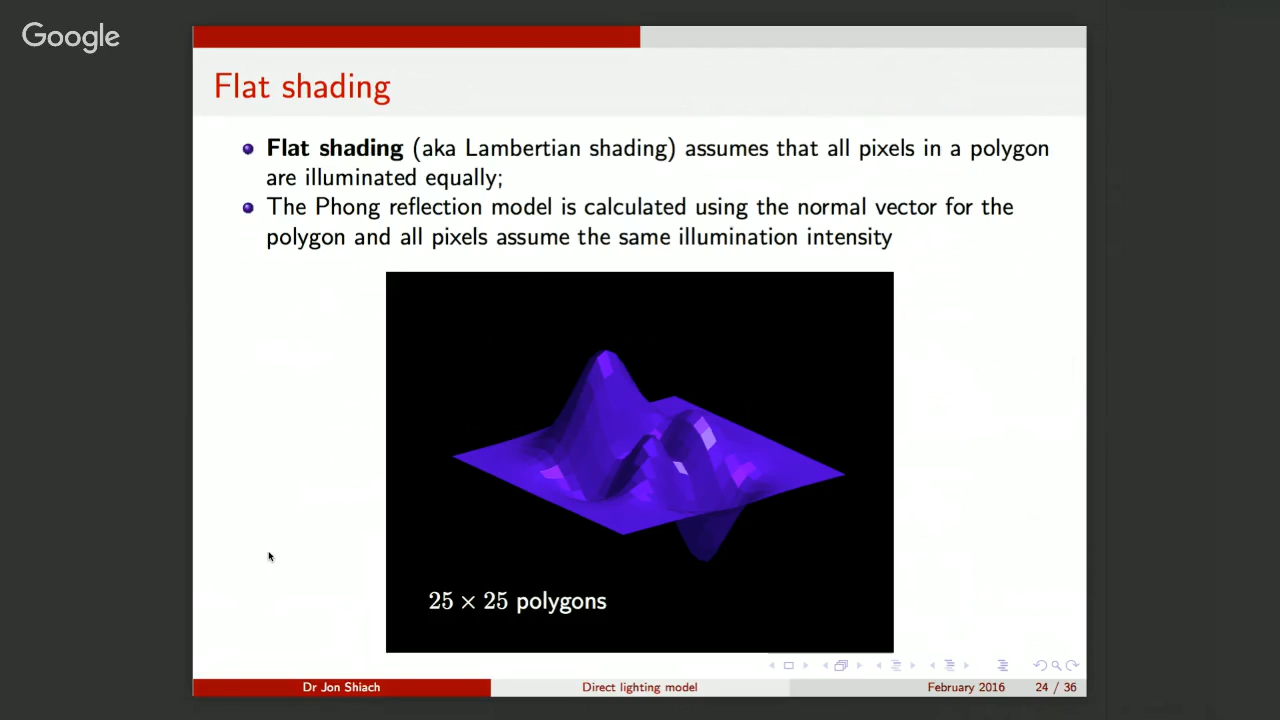 Google
Flat shading
Flat shading (aka Lambertian shading) assumes that all pixels in a polygon
are illuminated equally;
The Phong reflection model is calculated using the normal vector for the
polygon and all pixels assume the same illumination intensity
25 × 25 polygons
Dr Jon Shiach Direct lighting model February 2016 24 / 36